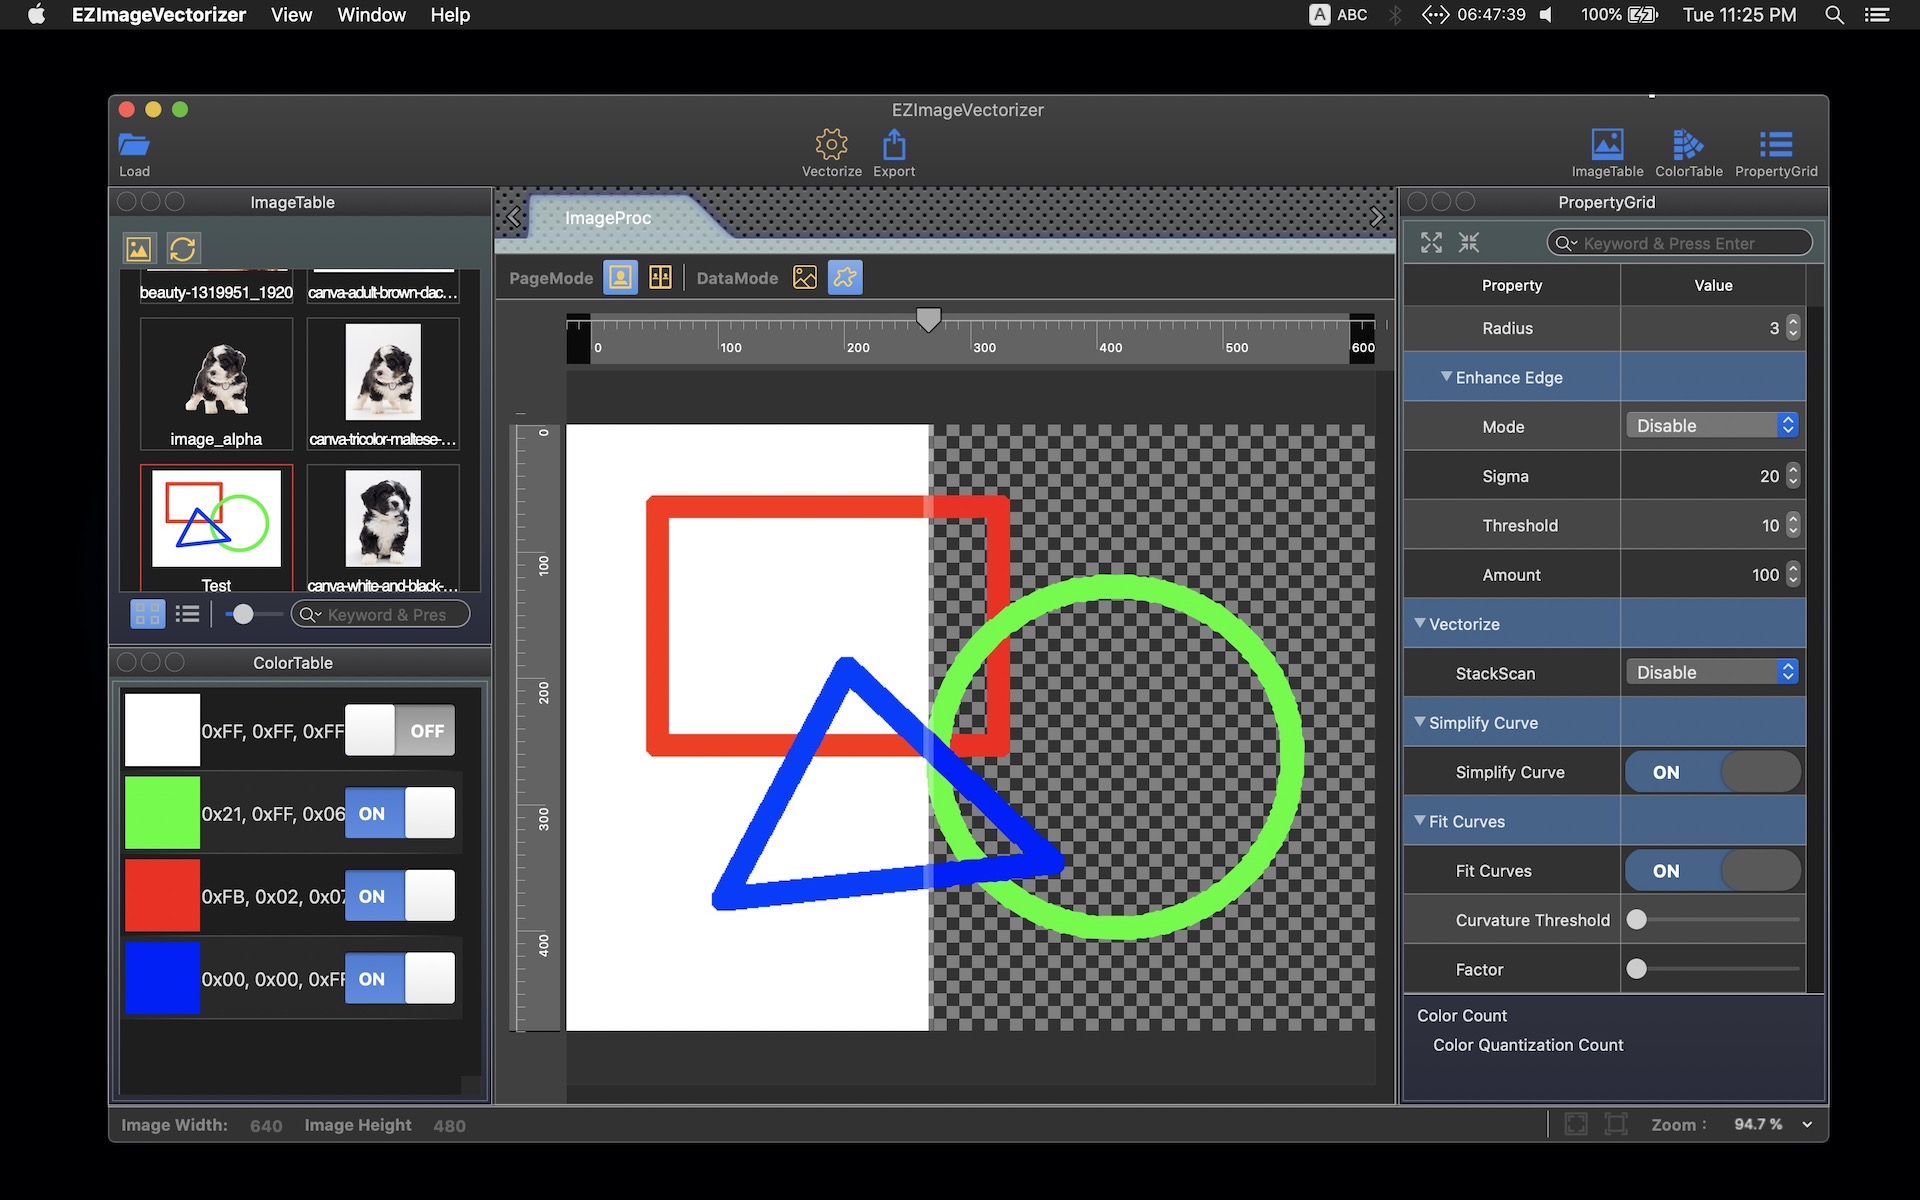 EZImageVectorizer View Window Help A ABC 06:47:39 100% Tue 11:25 PM
EZImageVectorizer
Load Vectorize Export ImageTable ColorTable PropertyGrid
ImageTable
beauty-1319951_1920 canva-adult-brown-dac...
image_alpha canva-tricolor-maltese-...
Test canva-white-and-black-...
Keyword & Pres
ColorTable
0xFF, 0xFF, 0xFF OFF
0x21, 0xFF, 0x06 ON
0xFB, 0x02, 0x07 ON
0x00, 0x00, 0xFF ON
ImageProc
PageMode DataMode
0 100 200 300 400 500 600
0
100
200
300
400
PropertyGrid
Keyword & Press Enter
Property Value
Radius 3
Enhance Edge
Mode Disable
Sigma 20
Threshold 10
Amount 100
Vectorize
StackScan Disable
Simplify Curve
Simplify Curve ON
Fit Curves
Fit Curves ON
Curvature Threshold
Factor
Color Count
Color Quantization Count
Image Width: 640 Image Height 480 Zoom : 94.7 %